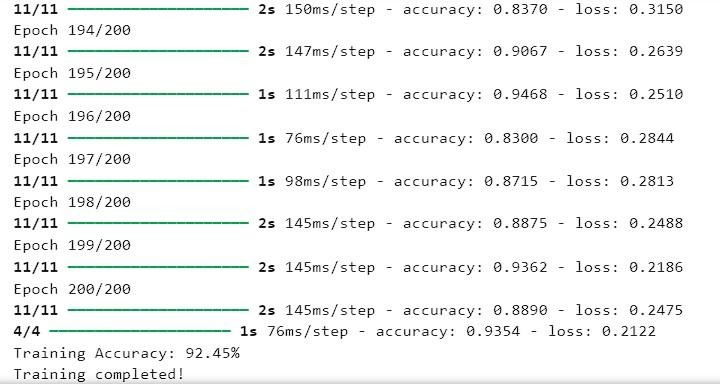 11/11 ━━━━━━━━━━━━━━━━━━━━ 2s 150ms/step - accuracy: 0.8370 - loss: 0.3150
Epoch 194/200
11/11 ━━━━━━━━━━━━━━━━━━━━ 2s 147ms/step - accuracy: 0.9067 - loss: 0.2639
Epoch 195/200
11/11 ━━━━━━━━━━━━━━━━━━━━ 1s 111ms/step - accuracy: 0.9468 - loss: 0.2510
Epoch 196/200
11/11 ━━━━━━━━━━━━━━━━━━━━ 1s 76ms/step - accuracy: 0.8300 - loss: 0.2844
Epoch 197/200
11/11 ━━━━━━━━━━━━━━━━━━━━ 1s 98ms/step - accuracy: 0.8715 - loss: 0.2813
Epoch 198/200
11/11 ━━━━━━━━━━━━━━━━━━━━ 2s 145ms/step - accuracy: 0.8875 - loss: 0.2488
Epoch 199/200
11/11 ━━━━━━━━━━━━━━━━━━━━ 2s 145ms/step - accuracy: 0.9362 - loss: 0.2186
Epoch 200/200
11/11 ━━━━━━━━━━━━━━━━━━━━ 2s 145ms/step - accuracy: 0.8890 - loss: 0.2475
4/4 ━━━━━━━━━━━━━━━━━━━━ 1s 76ms/step - accuracy: 0.9354 - loss: 0.2122
Training Accuracy: 92.45%
Training completed!